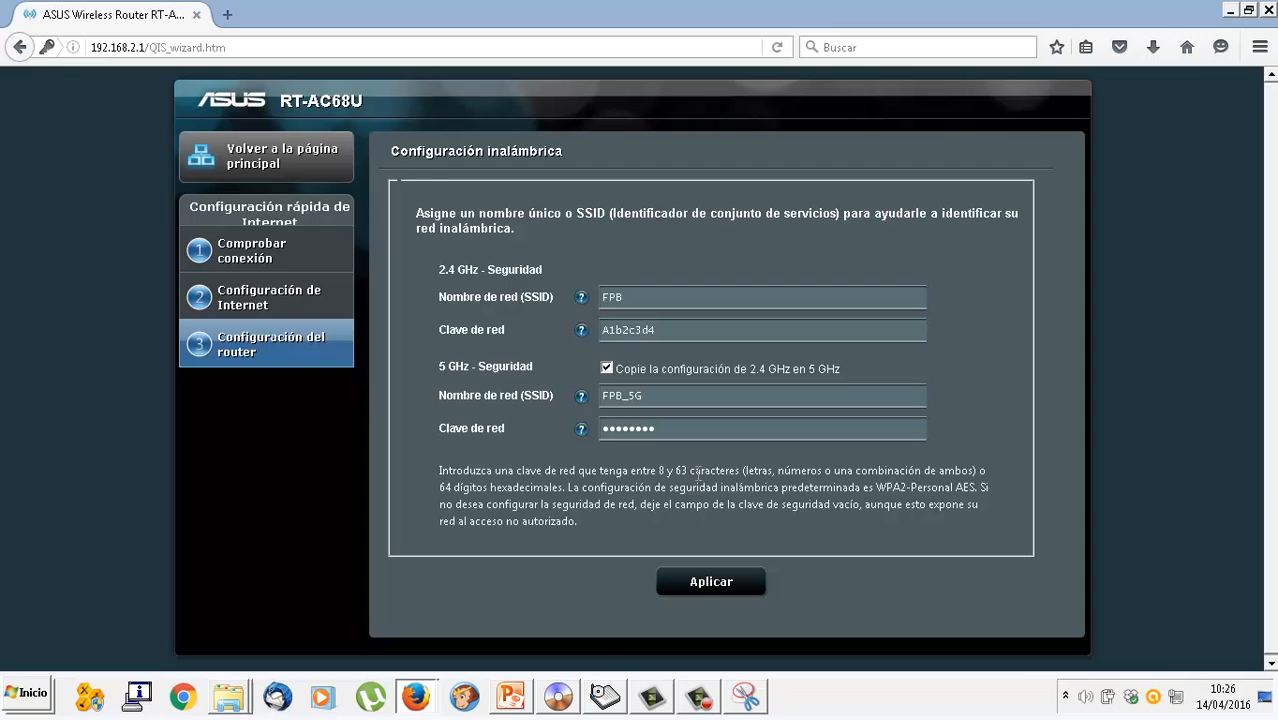 ASUS Wireless Router RT-A...
192.168.2.1/QIS_wizard.htm
Buscar
ASUS RT-AC68U
Volver a la página
principal
Configuración rápida de
Internet
1 Comprobar
conexión
2 Configuración de
Internet
3 Configuración del
router
Configuración inalámbrica
Asigne un nombre único o SSID (Identificador de conjunto de servicios) para ayudarle a identificar su
red inalámbrica.
2.4 GHz - Seguridad
Nombre de red (SSID) ? FPB
Clave de red ? A1b2c3d4
5 GHz - Seguridad Copie la configuración de 2.4 GHz en 5 GHz
Nombre de red (SSID) ? FPB_5G
Clave de red ? ••••••••
Introduzca una clave de red que tenga entre 8 y 63 caracteres (letras, números o una combinación de ambos) o
64 dígitos hexadecimales. La configuración de seguridad inalámbrica predeterminada es WPA2-Personal AES. Si
no desea configurar la seguridad de red, deje el campo de la clave de seguridad vacío, aunque esto expone su
red al acceso no autorizado.
Aplicar
Inicio
10:26
14/04/2016